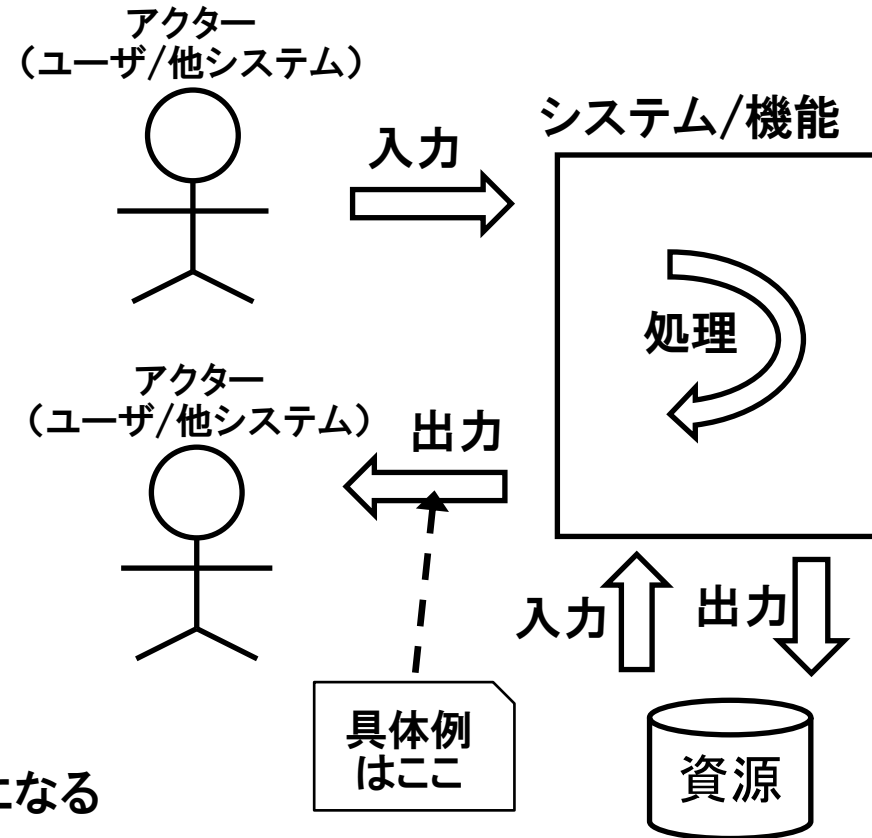 アクター
（ユーザ/他システム）
入力
システム/機能
処理
アクター
（ユーザ/他システム）
出力
入力
出力
具体例
はここ
資源
になる